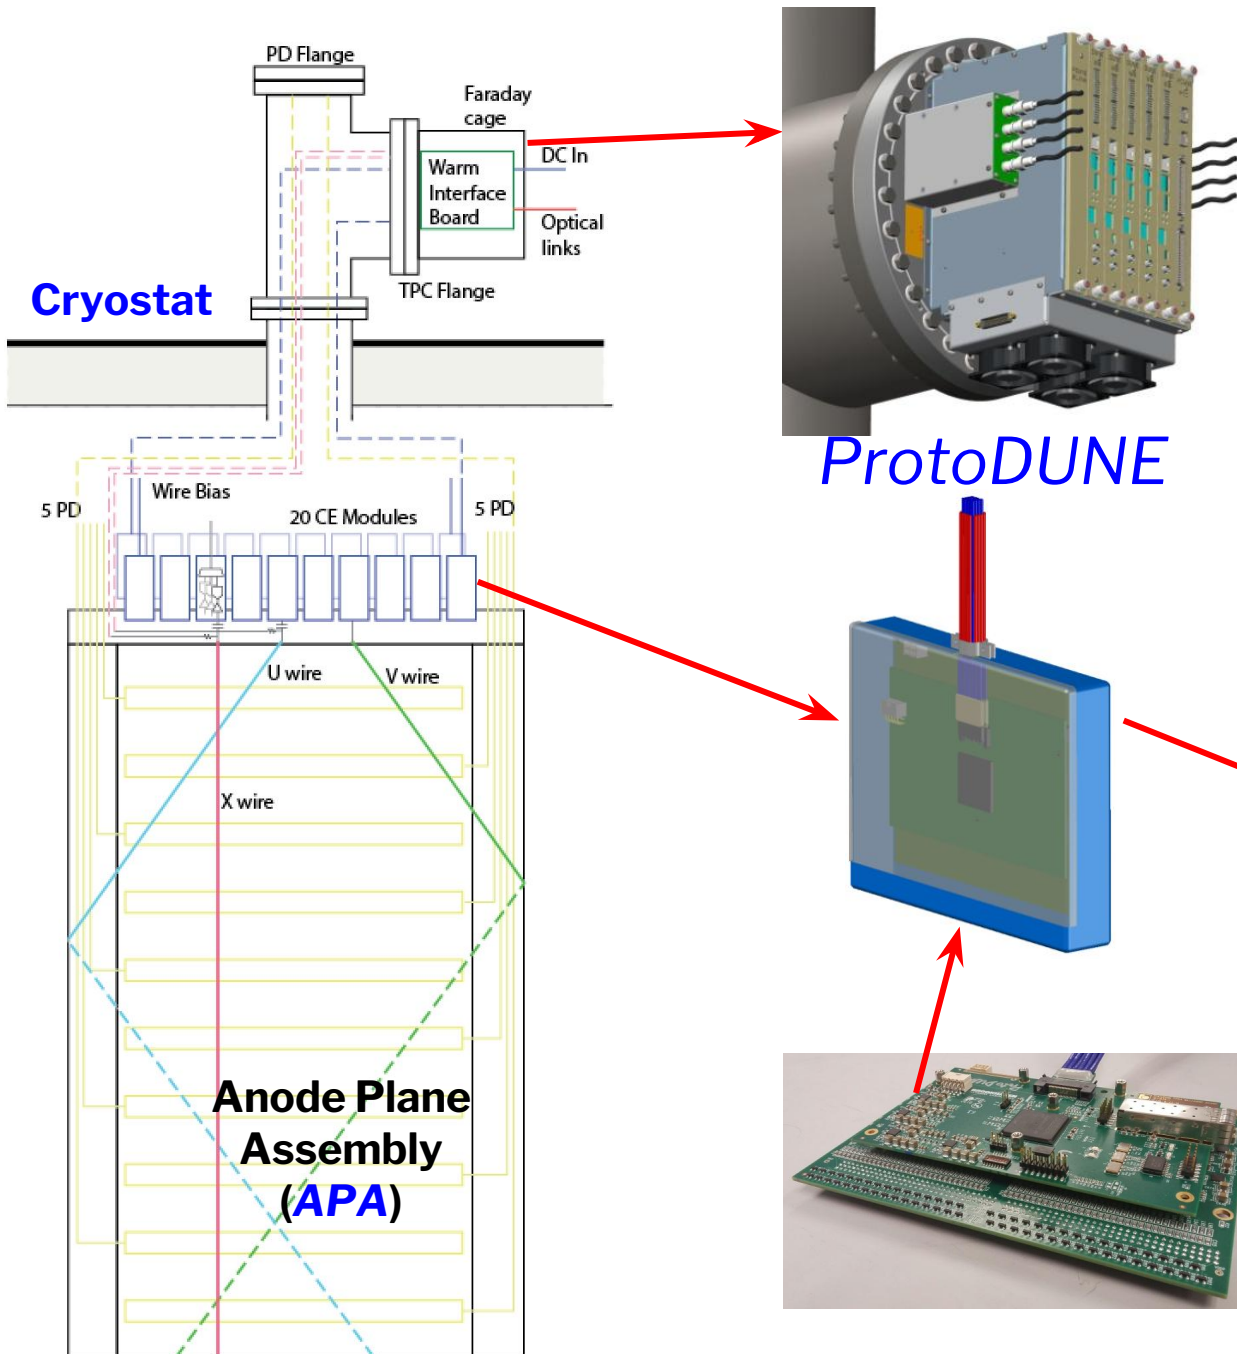 PD Flange
Faraday
cage
DC In
Warm
Interface
Board
Optical
links
TPC Flange
Cryostat
ProtoDUNE
Wire Bias
5 PD
20 CE Modules
5 PD
U wire
V wire
X wire
Anode Plane
Assembly
(APA)